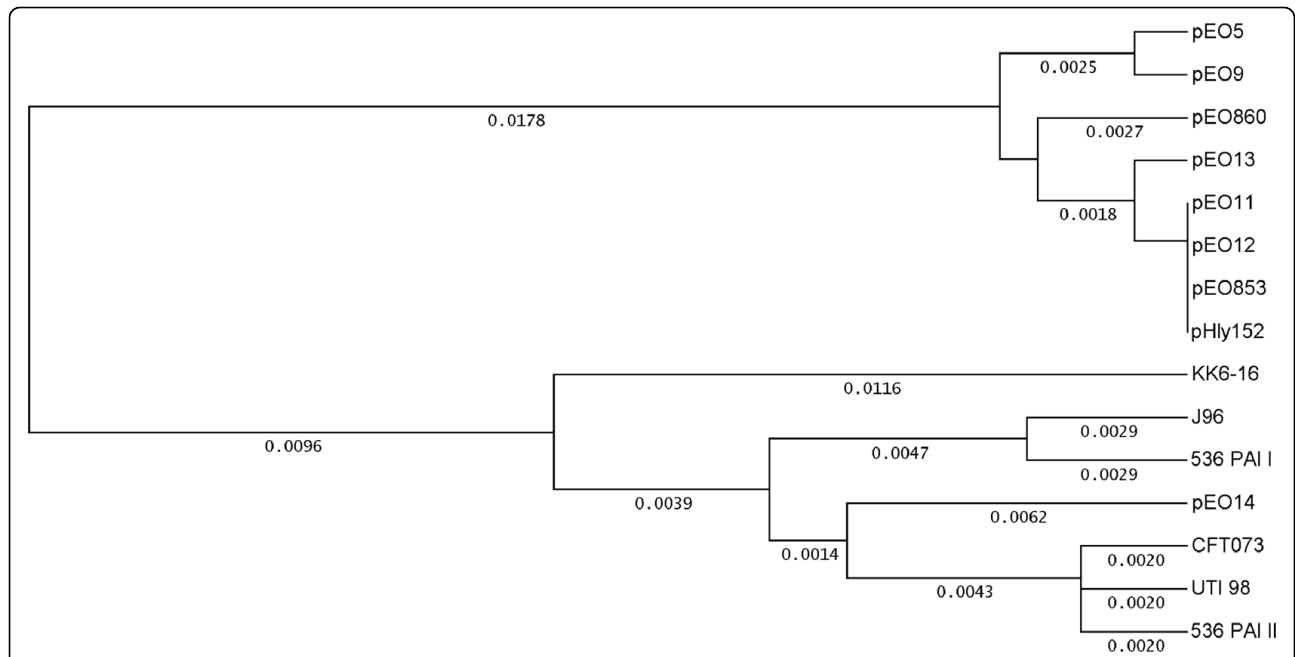 pEO5
0.0025
pEO9
0.0178
pEO860
0.0027
pEO13
pEO11
0.0018
pEO12
pEO853
pHly152
KK6-16
0.0116
J96
0.0029
0.0096
0.0047
536 PAI I
0.0029
0.0039
pEO14
0.0062
CFT073
0.0014
0.0020
UTI 98
0.0043
0.0020
536 PAI II
0.0020